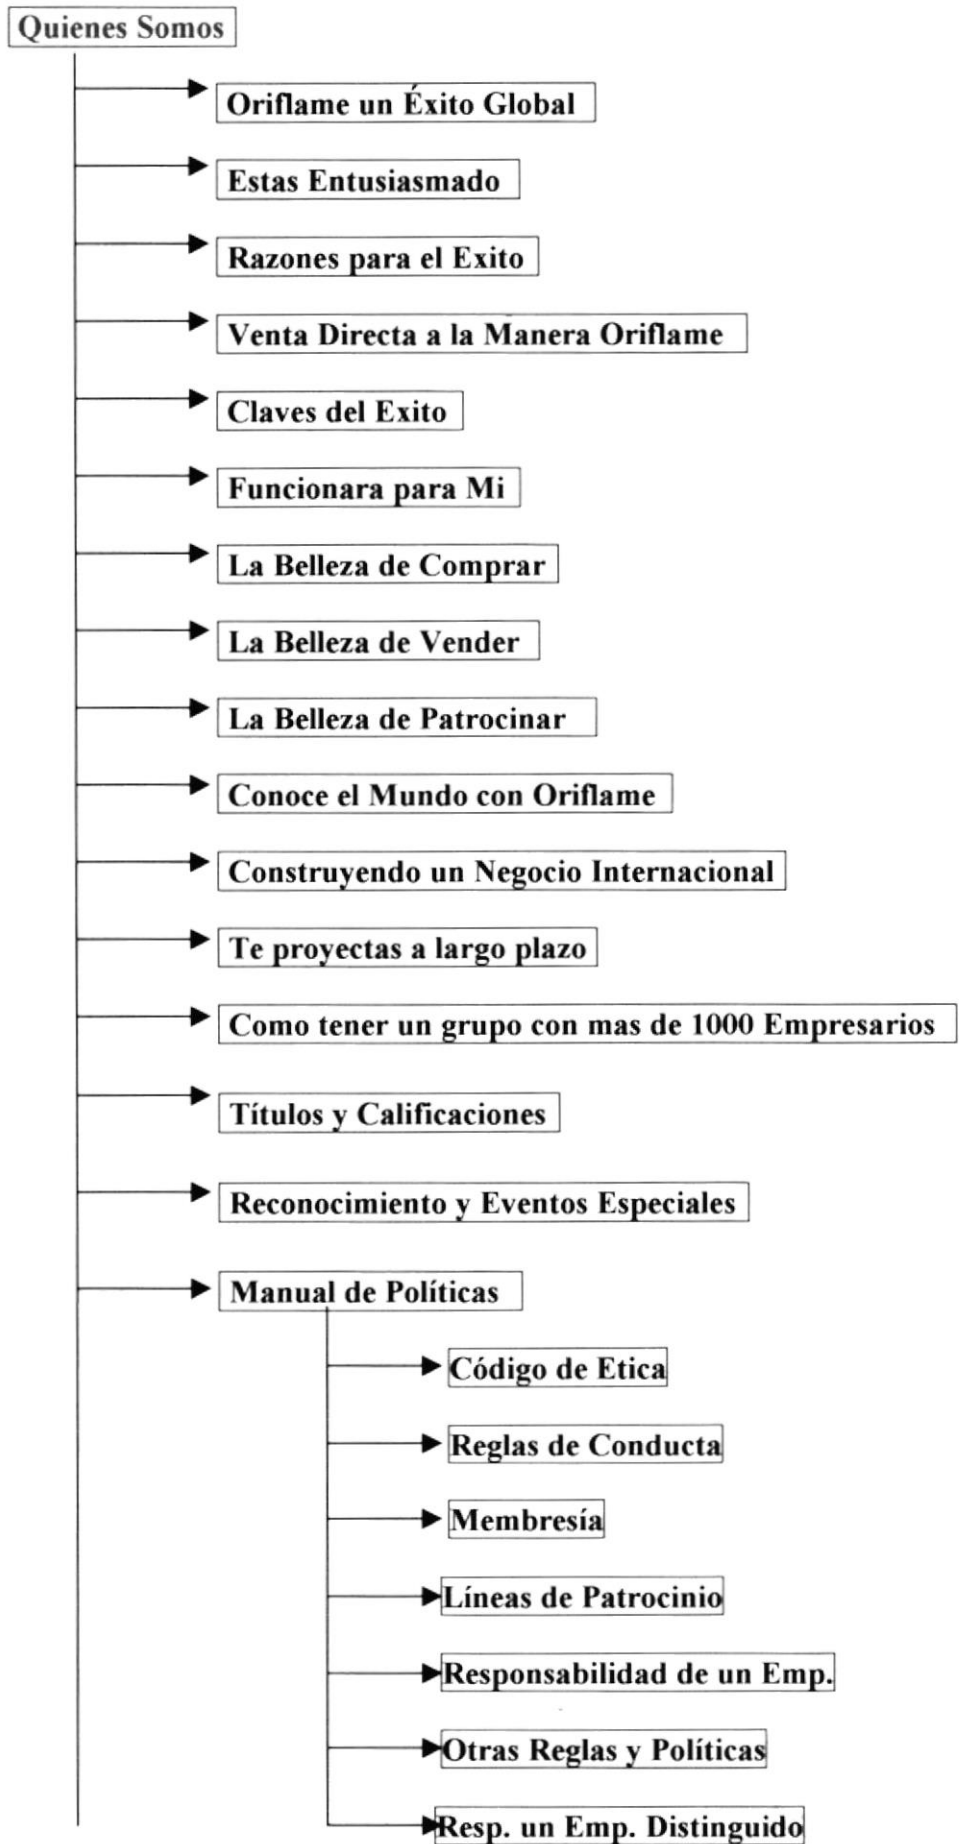 Quienes Somos
Oriflame un Éxito Global
Estas Entusiasmado
Razones para el Exito
Venta Directa a la Manera Oriflame
Claves del Exito
Funcionara para Mi
La Belleza de Comprar
La Belleza de Vender
La Belleza de Patrocinar
Conoce el Mundo con Oriflame
Construyendo un Negocio Internacional
Te proyectas a largo plazo
Como tener un grupo con mas de 1000 Empresarios
Títulos y Calificaciones
Reconocimiento y Eventos Especiales
Manual de Políticas
Código de Etica
Reglas de Conducta
Membresía
Líneas de Patrocinio
Responsabilidad de un Emp.
Otras Reglas y Políticas
Resp. un Emp. Distinguido